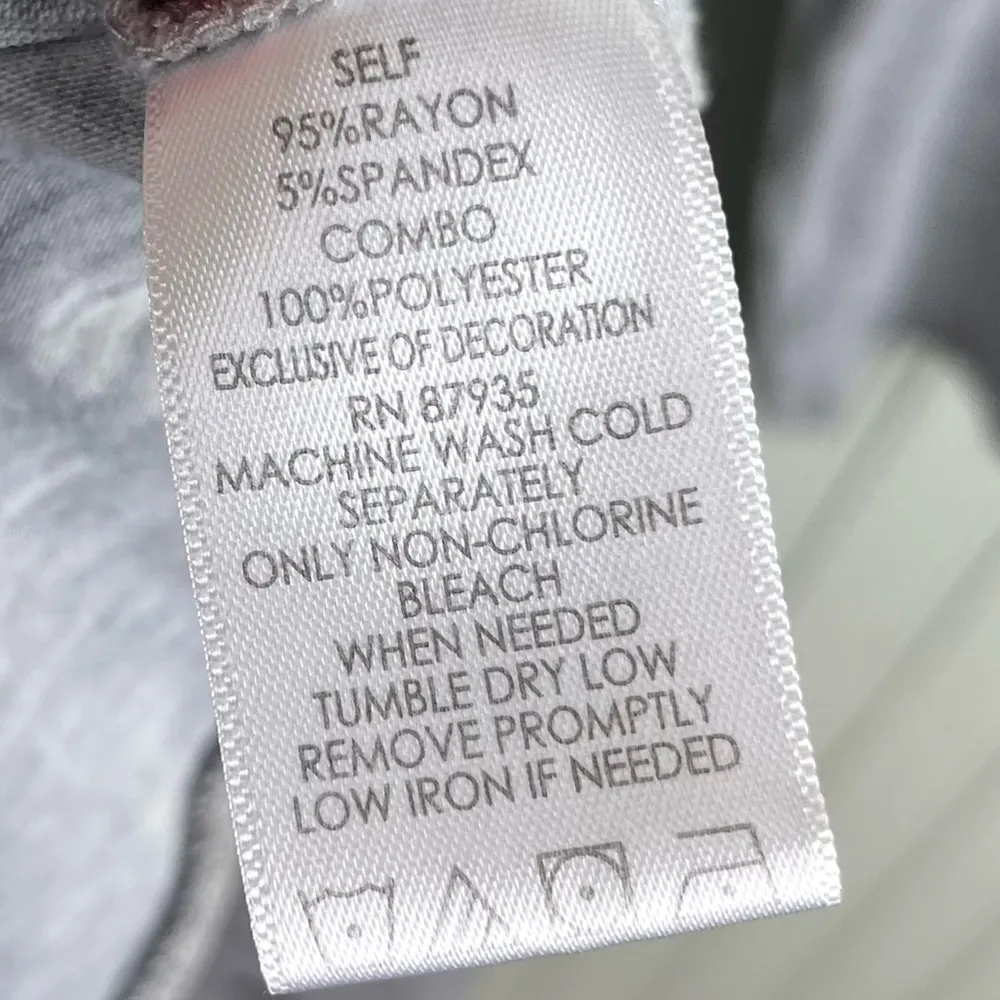 SELF
95%RAYON
5%SPANDEX
COMBO
100%POLYESTER
EXCLUSIVE OF DECORATION
RN 87935
MACHINE WASH COLD
SEPARATELY
ONLY NON-CHLORINE
BLEACH
WHEN NEEDED
TUMBLE DRY LOW
REMOVE PROMPTLY
LOW IRON IF NEEDED